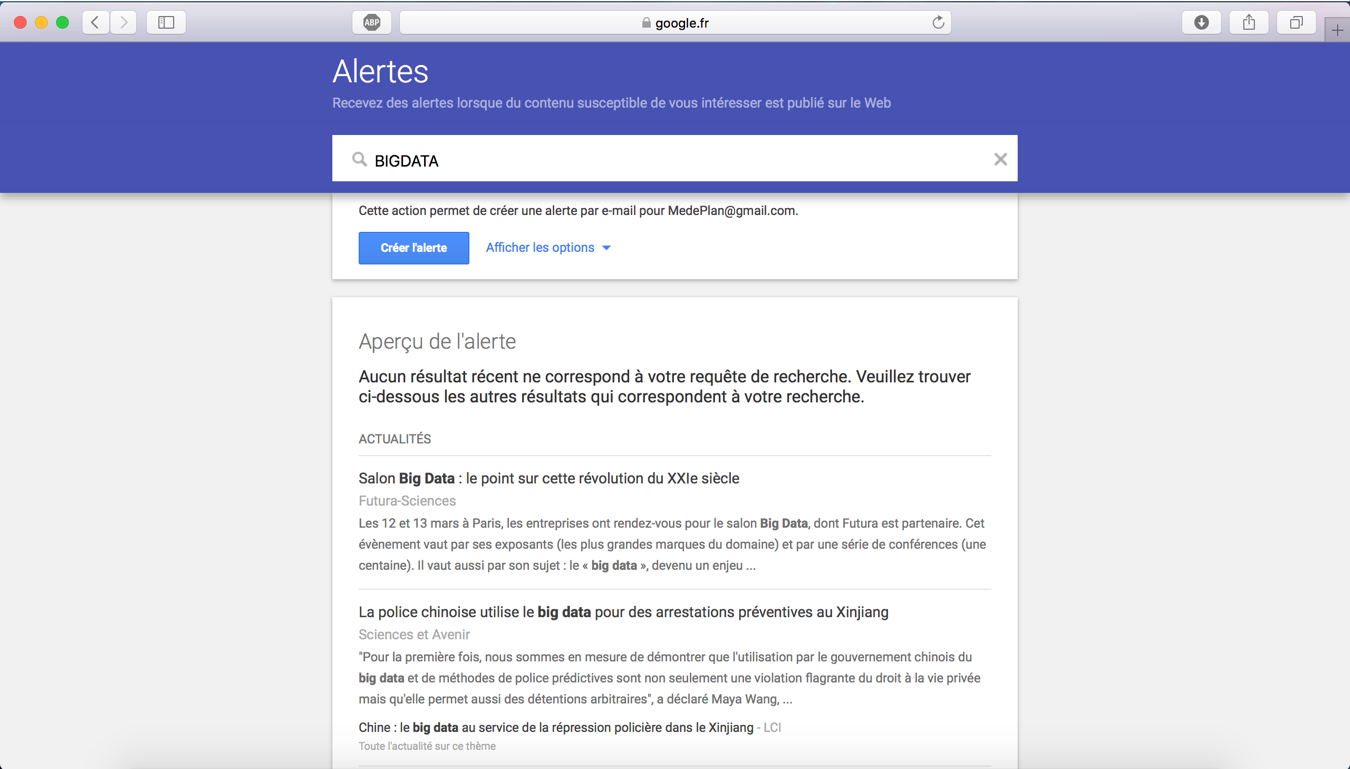 ABP
google.fr
Alertes
Recevez des alertes lorsque du contenu susceptible de vous intéresser est publié sur le Web
BIGDATA
Cette action permet de créer une alerte par e-mail pour MedePlan@gmail.com.
Créer l'alerte Afficher les options
Aperçu de l'alerte
Aucun résultat récent ne correspond à votre requête de recherche. Veuillez trouver
ci-dessous les autres résultats qui correspondent à votre recherche.
ACTUALITÉS
Salon Big Data : le point sur cette révolution du XXIe siècle
Futura-Sciences
Les 12 et 13 mars à Paris, les entreprises ont rendez-vous pour le salon Big Data, dont Futura est partenaire. Cet
évènement vaut par ses exposants (les plus grandes marques du domaine) et par une série de conférences (une
centaine). Il vaut aussi par son sujet : le « big data », devenu un enjeu ...
La police chinoise utilise le big data pour des arrestations préventives au Xinjiang
Sciences et Avenir
"Pour la première fois, nous sommes en mesure de démontrer que l'utilisation par le gouvernement chinois du
big data et de méthodes de police prédictives sont non seulement une violation flagrante du droit à la vie privée
mais qu'elle permet aussi des détentions arbitraires", a déclaré Maya Wang, ...
Chine : le big data au service de la répression policière dans le Xinjiang - LCI
Toute l'actualité sur ce thème